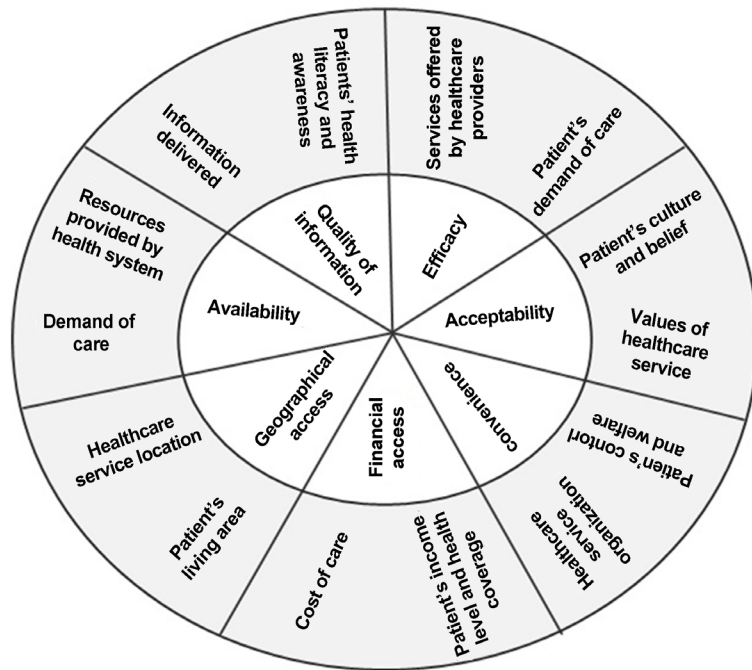 Patients' health
literacy and
awareness
Information
delivered
Services offered
by healthcare
providers
Patient's
demand of care
Resources
provided by
health system
Demand of
care
Patient's culture
and belief
Values of
healthcare
service
Quality of
information
Efficacy
Availability
Acceptability
Geographical
access
Financial
access
convenience
Healthcare
service location
Patient's
living area
Cost of care
Patient's income
level and health
coverage
Healthcare
service
organization
Patien's contorl
and welfare